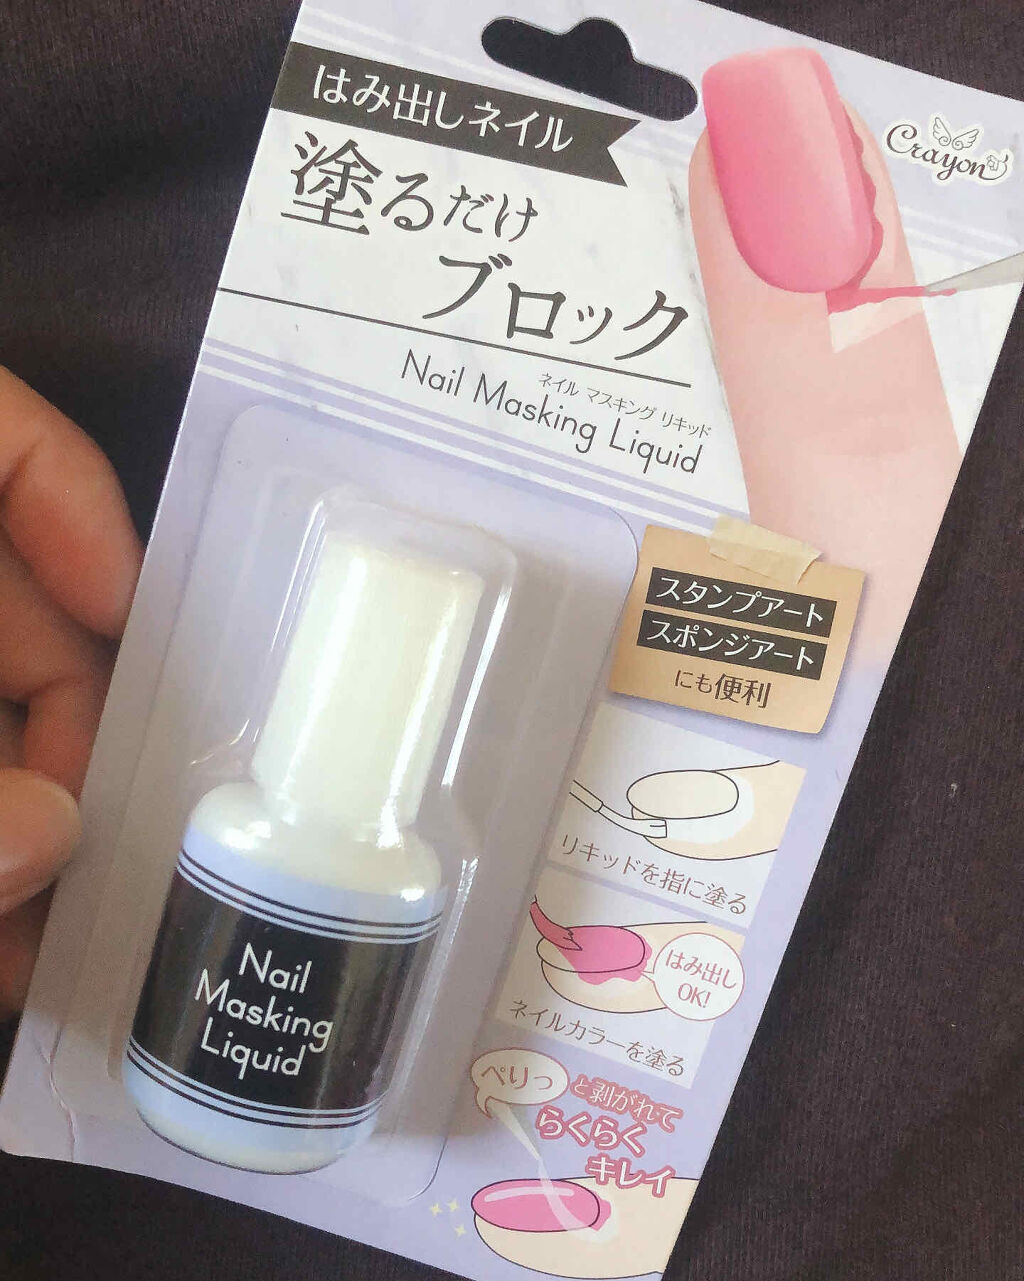 はみ出しネイル
塗るだけ
ブロック
ネイル マスキング リキッド
Nail Masking Liquid
Crayon
スタンプアート
スポンジアート
にも便利
リキッドを指に塗る
はみ出し
OK!
ネイルカラーを塗る
ぺりっ
と剥がれて
らくらく
キレイ
Nail
Masking
Liquid